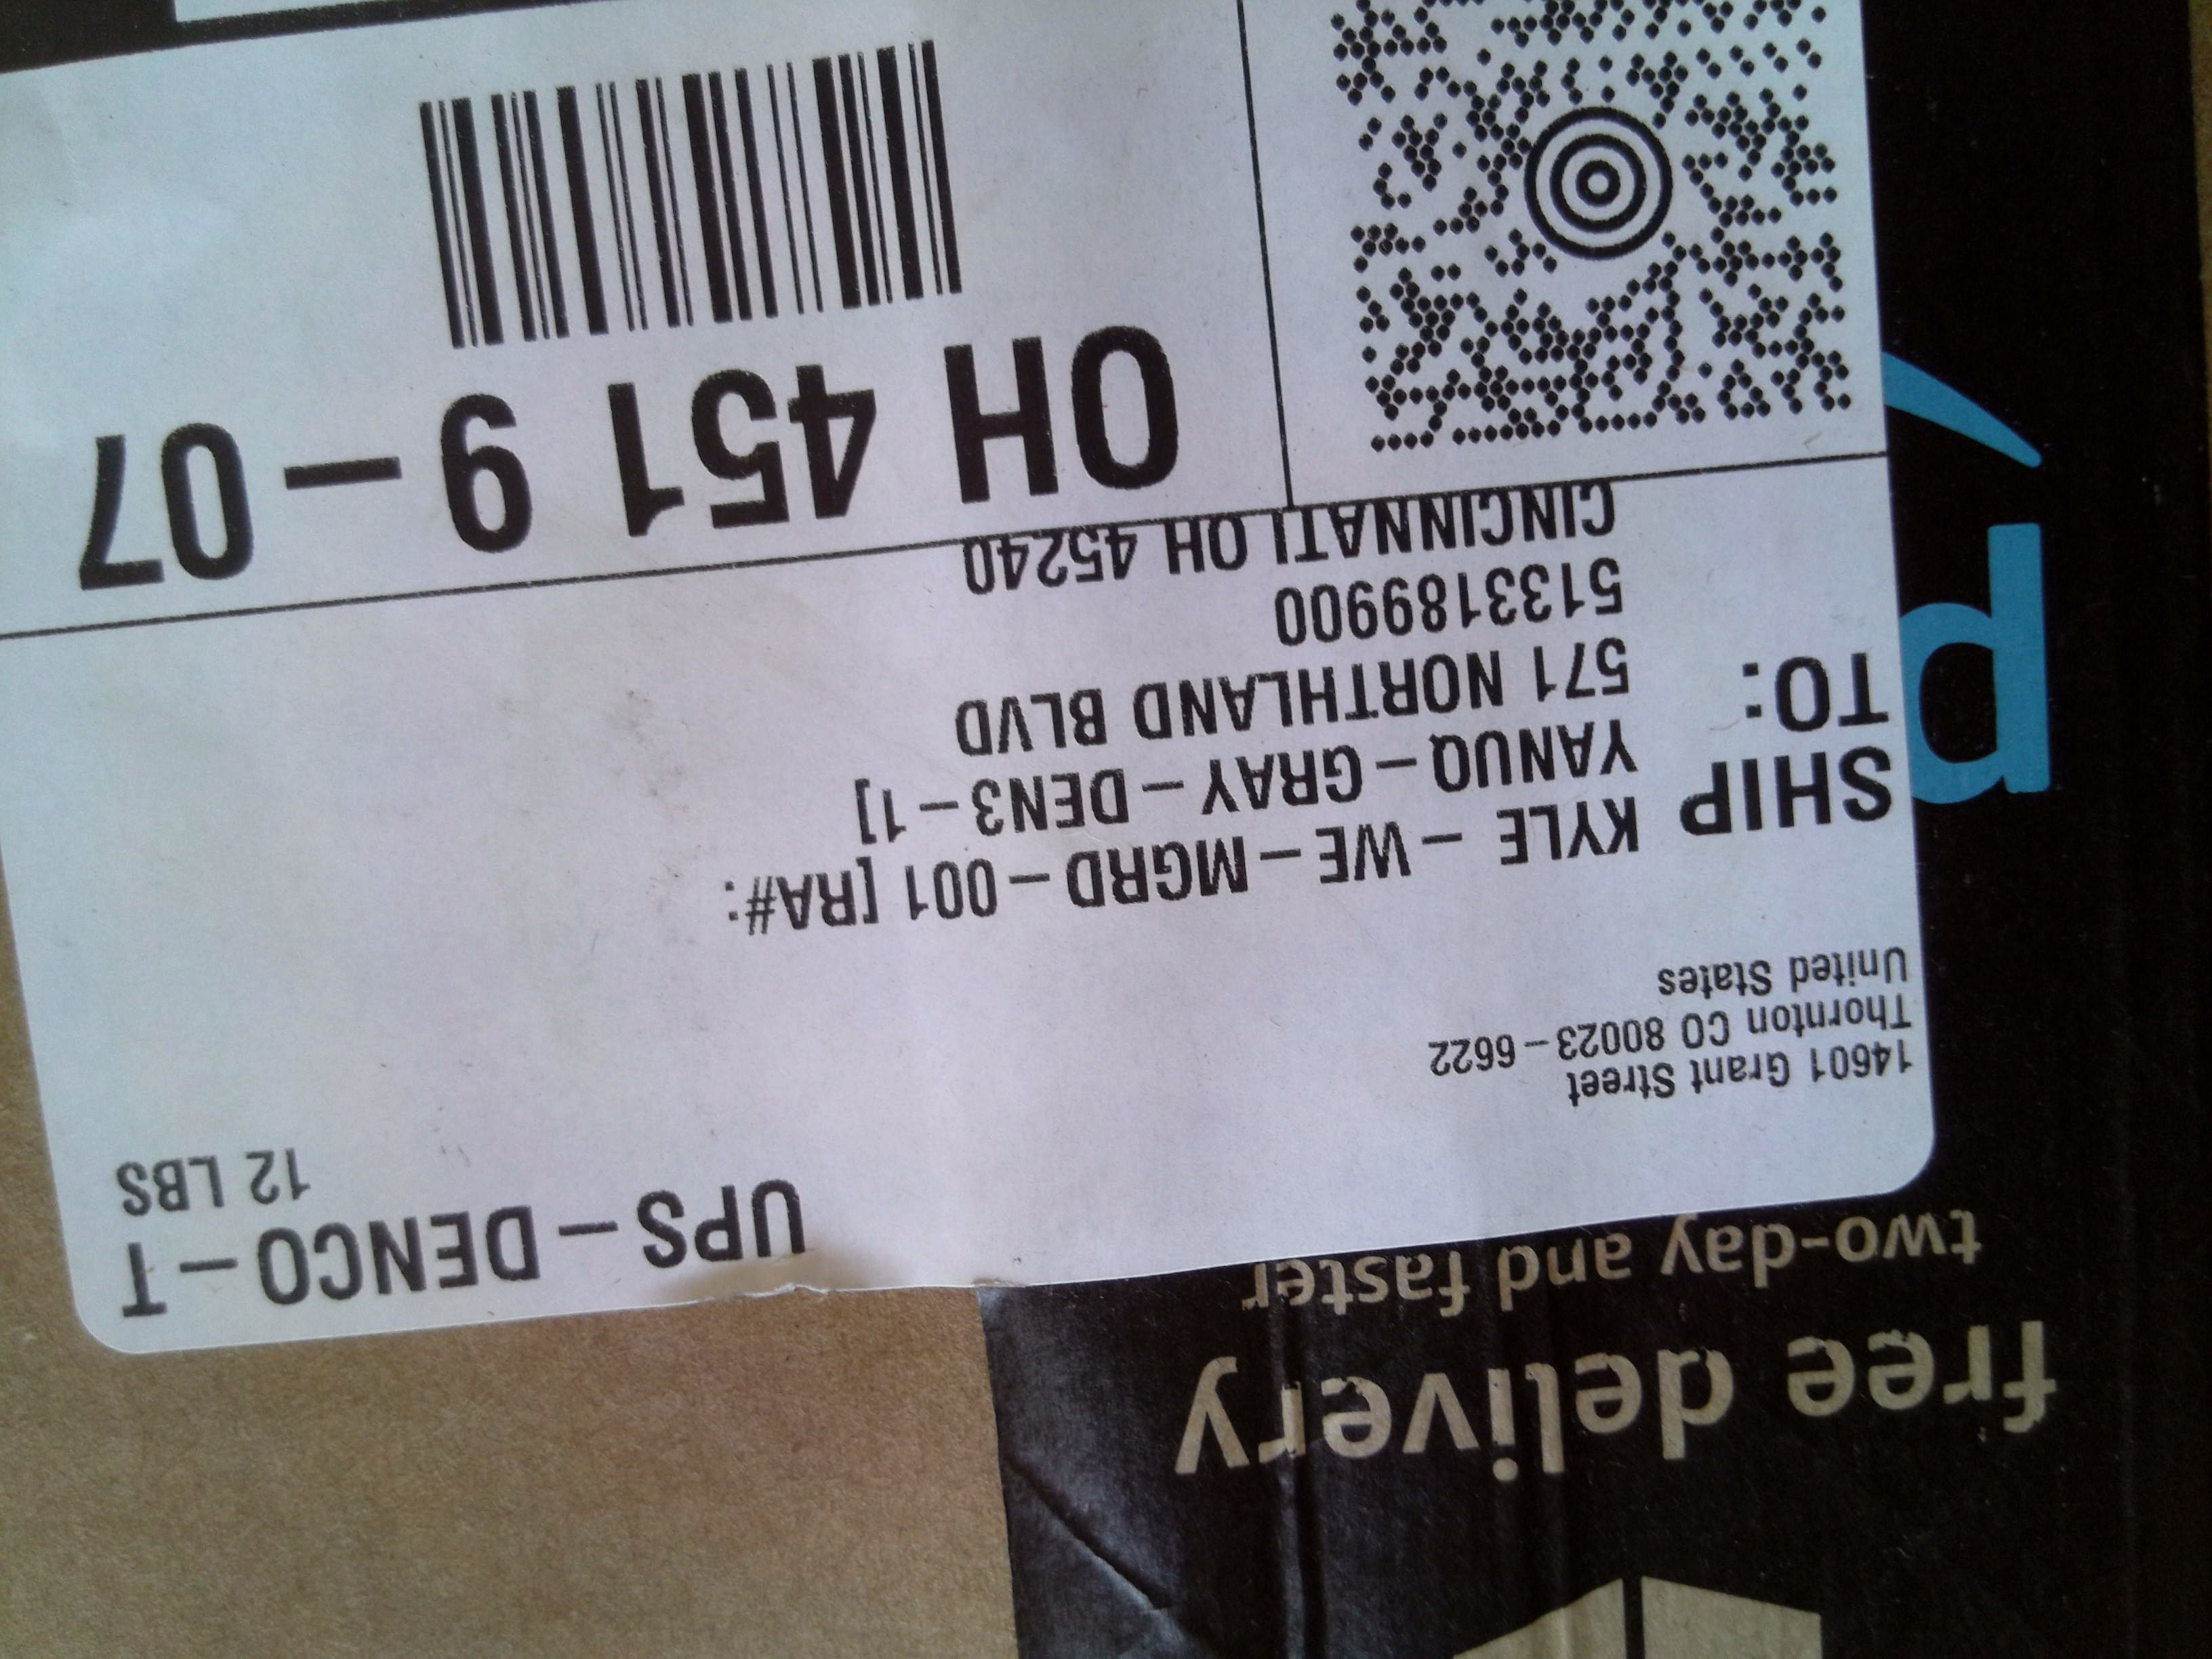 free delivery
two-day and faster
UPS-DENCO-T
12 LBS
14601 Grant Street
Thornton CO 80023-6622
United States
SHIP
TO:
KYLE - WE-MGRD-001 [RA#:
YANUQ-GRAY-DEN3-1]
571 NORTHLAND BLVD
5133189900
CINCINNATI OH 45240
OH 451 9-07
p